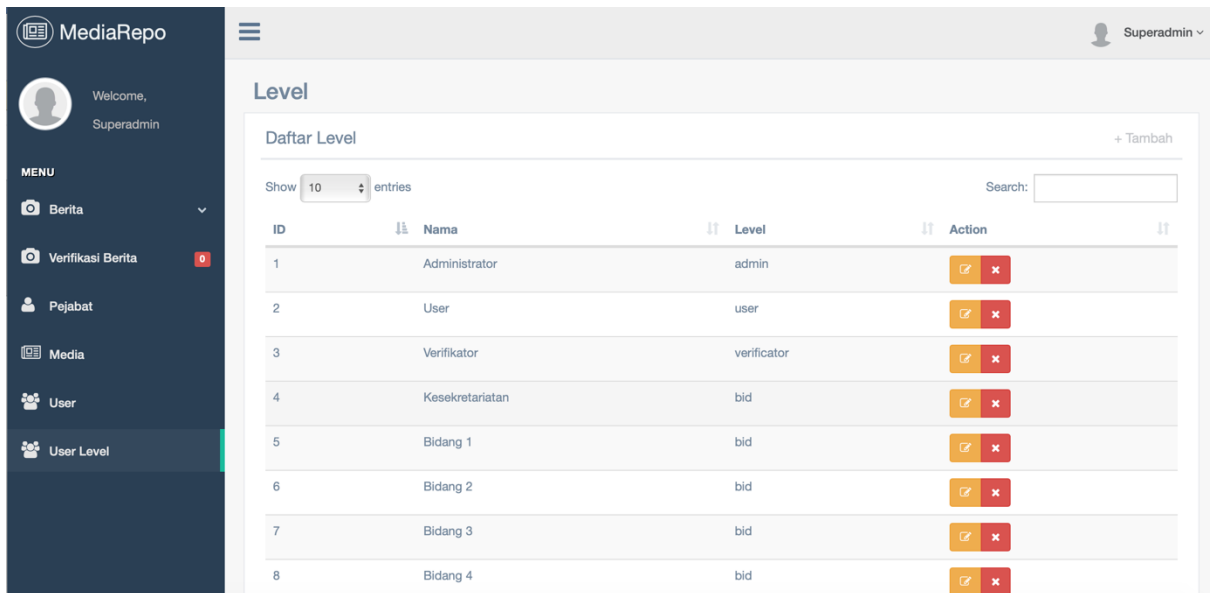 MediaRepo
Superadmin
Welcome,
Superadmin
MENU
Berita
Verifikasi Berita 0
Pejabat
Media
User
User Level
Level
Daftar Level + Tambah
Show 10 entries Search:
ID Nama Level Action
1 Administrator admin
2 User user
3 Verifikator verificator
4 Kesekretariatan bid
5 Bidang 1 bid
6 Bidang 2 bid
7 Bidang 3 bid
8 Bidang 4 bid